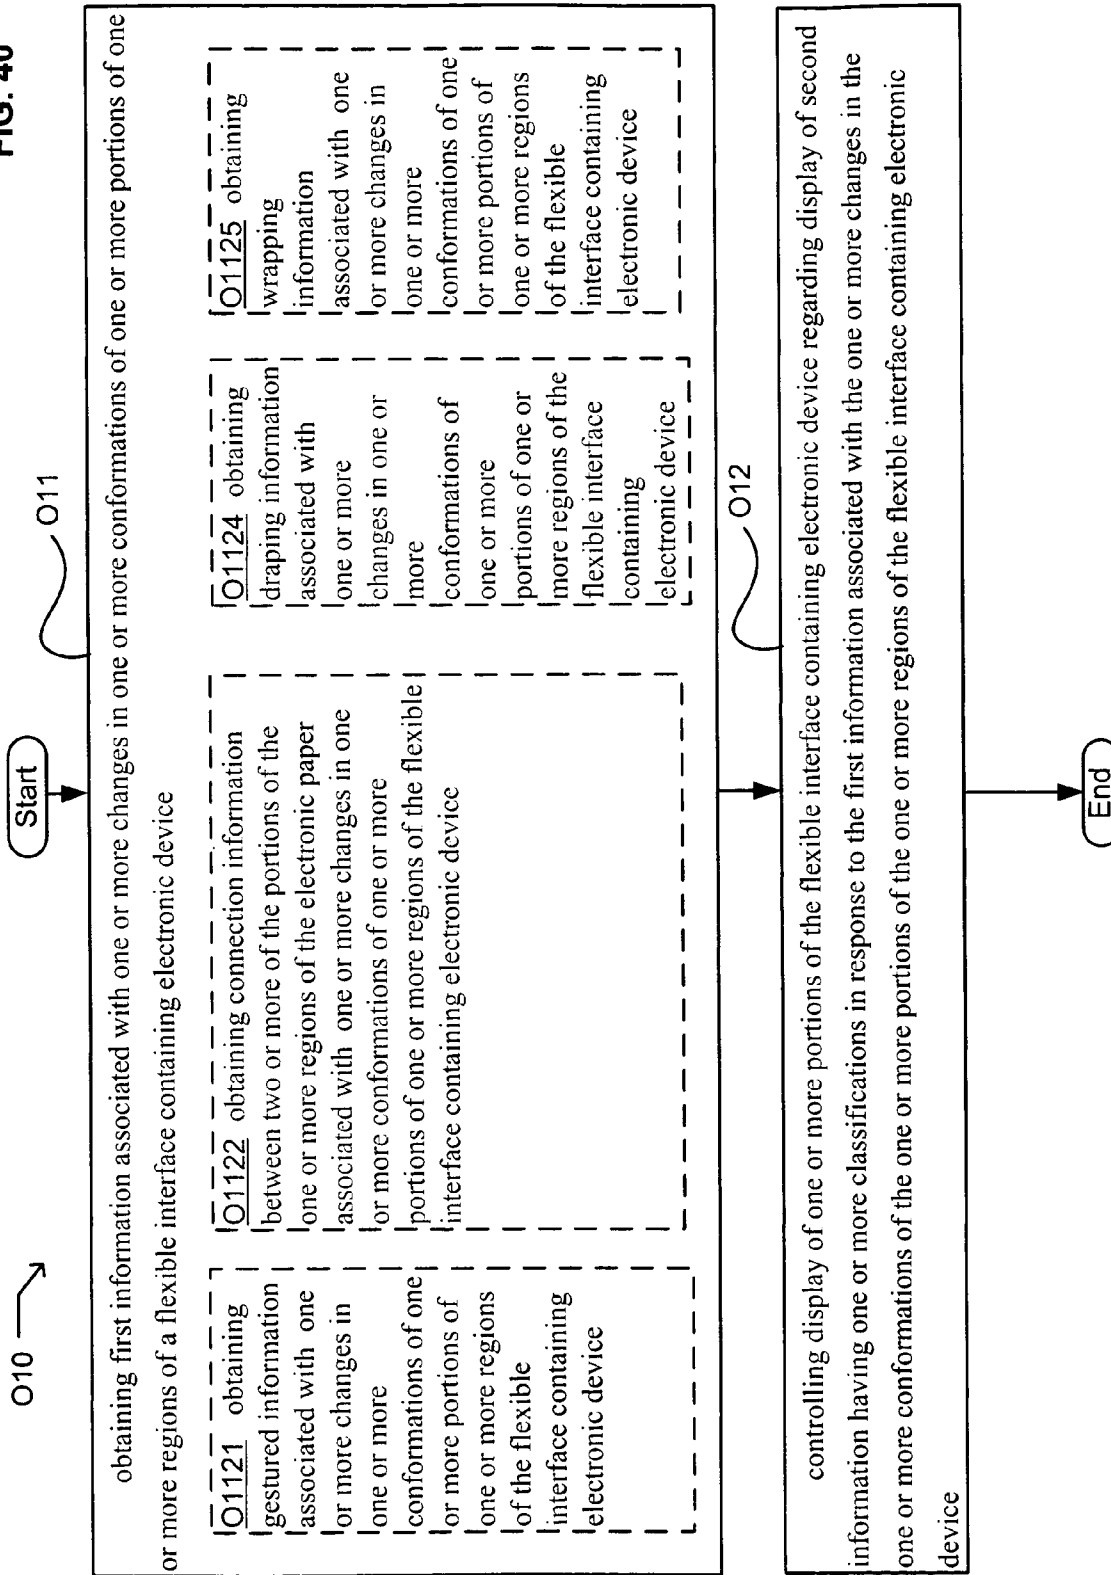 FIG. 40
O10
Start
O11
obtaining first information associated with one or more changes in one or more conformations of one or more portions of one
or more regions of a flexible interface containing electronic device
O1121 obtaining
gestured information
associated with one
or more changes in
one or more
conformations of one
or more portions of
one or more regions
of the flexible
interface containing
electronic device
O1122 obtaining connection information
between two or more of the portions of the
one or more regions of the electronic paper
associated with one or more changes in one
or more conformations of one or more
portions of one or more regions of the flexible
interface containing electronic device
O1124 obtaining
draping information
associated with
one or more
changes in one or
more
conformations of
one or more
portions of one or
more regions of the
flexible interface
containing
electronic device
O1125 obtaining
wrapping
information
associated with one
or more changes in
one or more
conformations of one
or more portions of
one or more regions
of the flexible
interface containing
electronic device
O12
controlling display of one or more portions of the flexible interface containing electronic device regarding display of second
information having one or more classifications in response to the first information associated with the one or more changes in the
one or more conformations of the one or more portions of the one or more regions of the flexible interface containing electronic
device
End